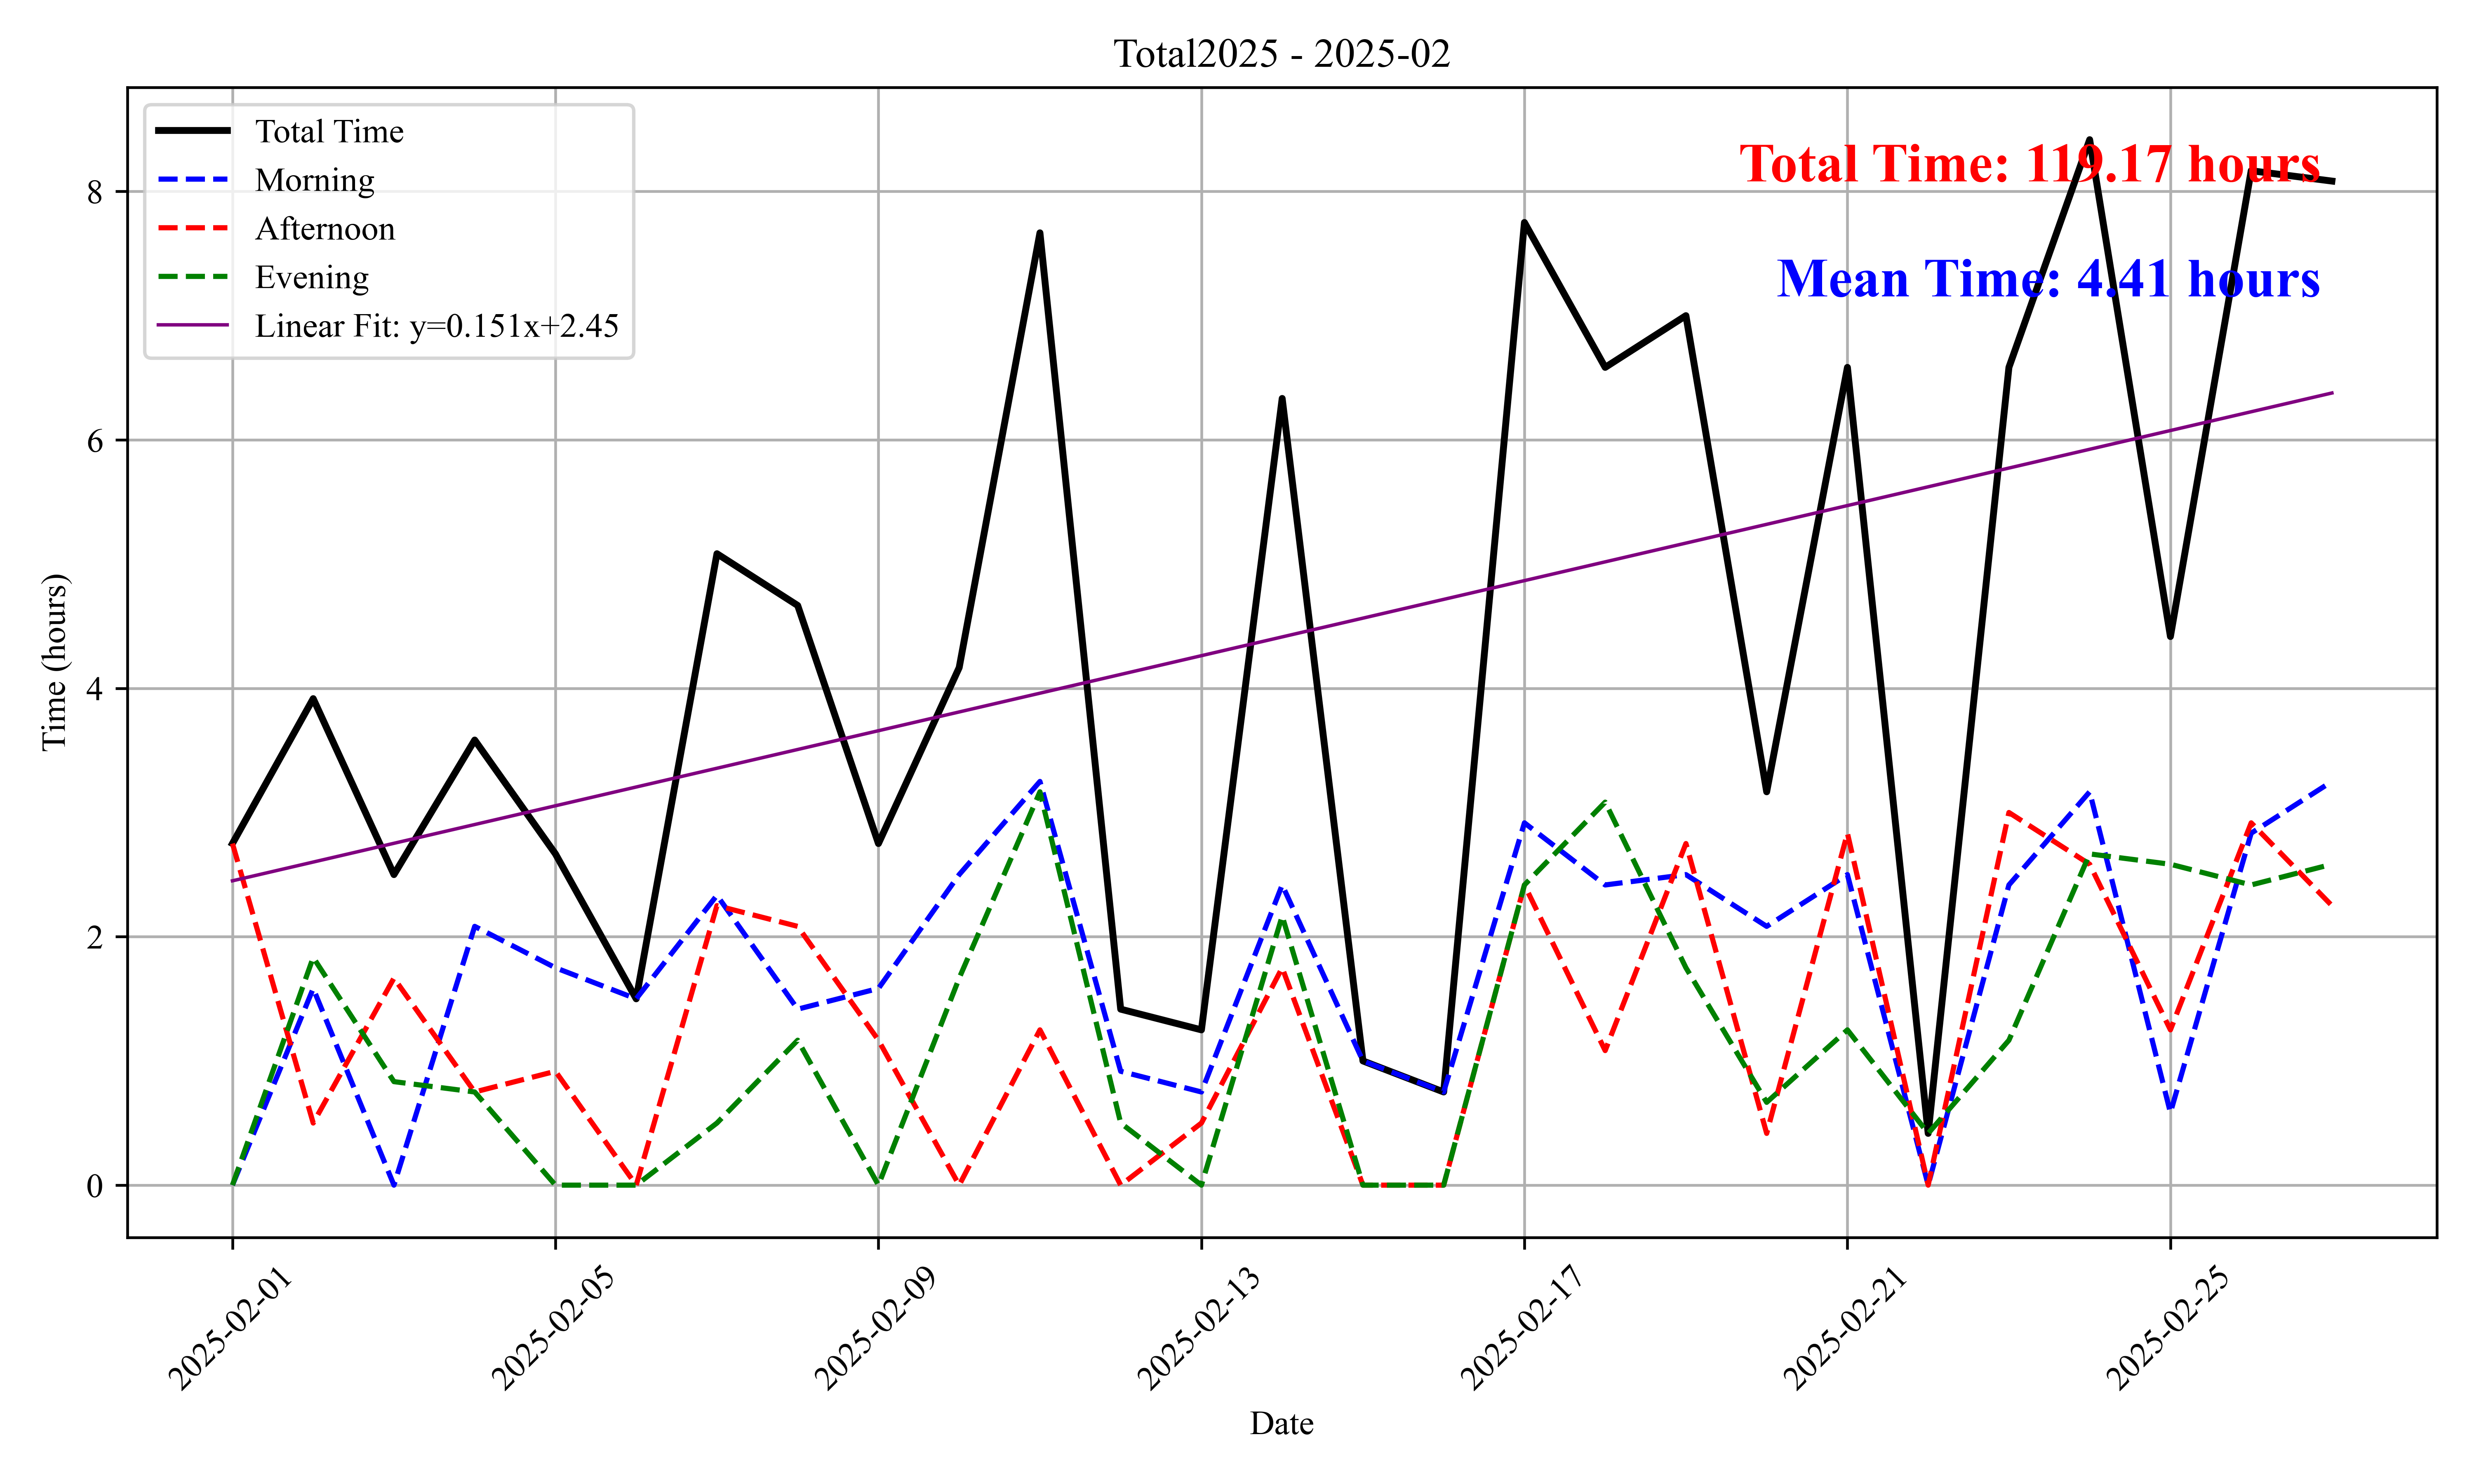 Total2025 - 2025-02
Total Time
Morning
Afternoon
Evening
Linear Fit: y=0.151x+2.45
Total Time: 119.17 hours
Mean Time: 4.41 hours
Time (hours)
8
6
4
2
0
2025-02-01
2025-02-05
2025-02-09
2025-02-13
2025-02-17
2025-02-21
2025-02-25
Date